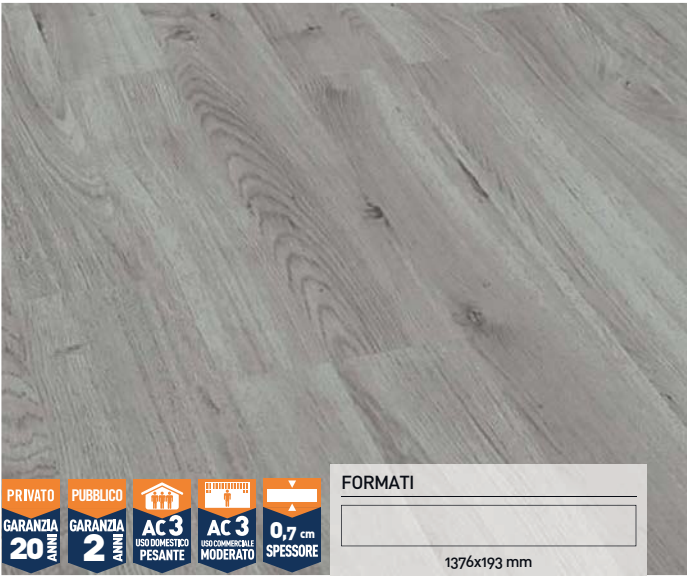 PRIVATO
GARANZIA
20 ANNI
PUBBLICO
GARANZIA
2 ANNI
AC 3
USO DOMESTICO
PESANTE
AC 3
USO COMMERCIALE
MODERATO
0,7 cm
SPESSORE
FORMATI
1376x193 mm